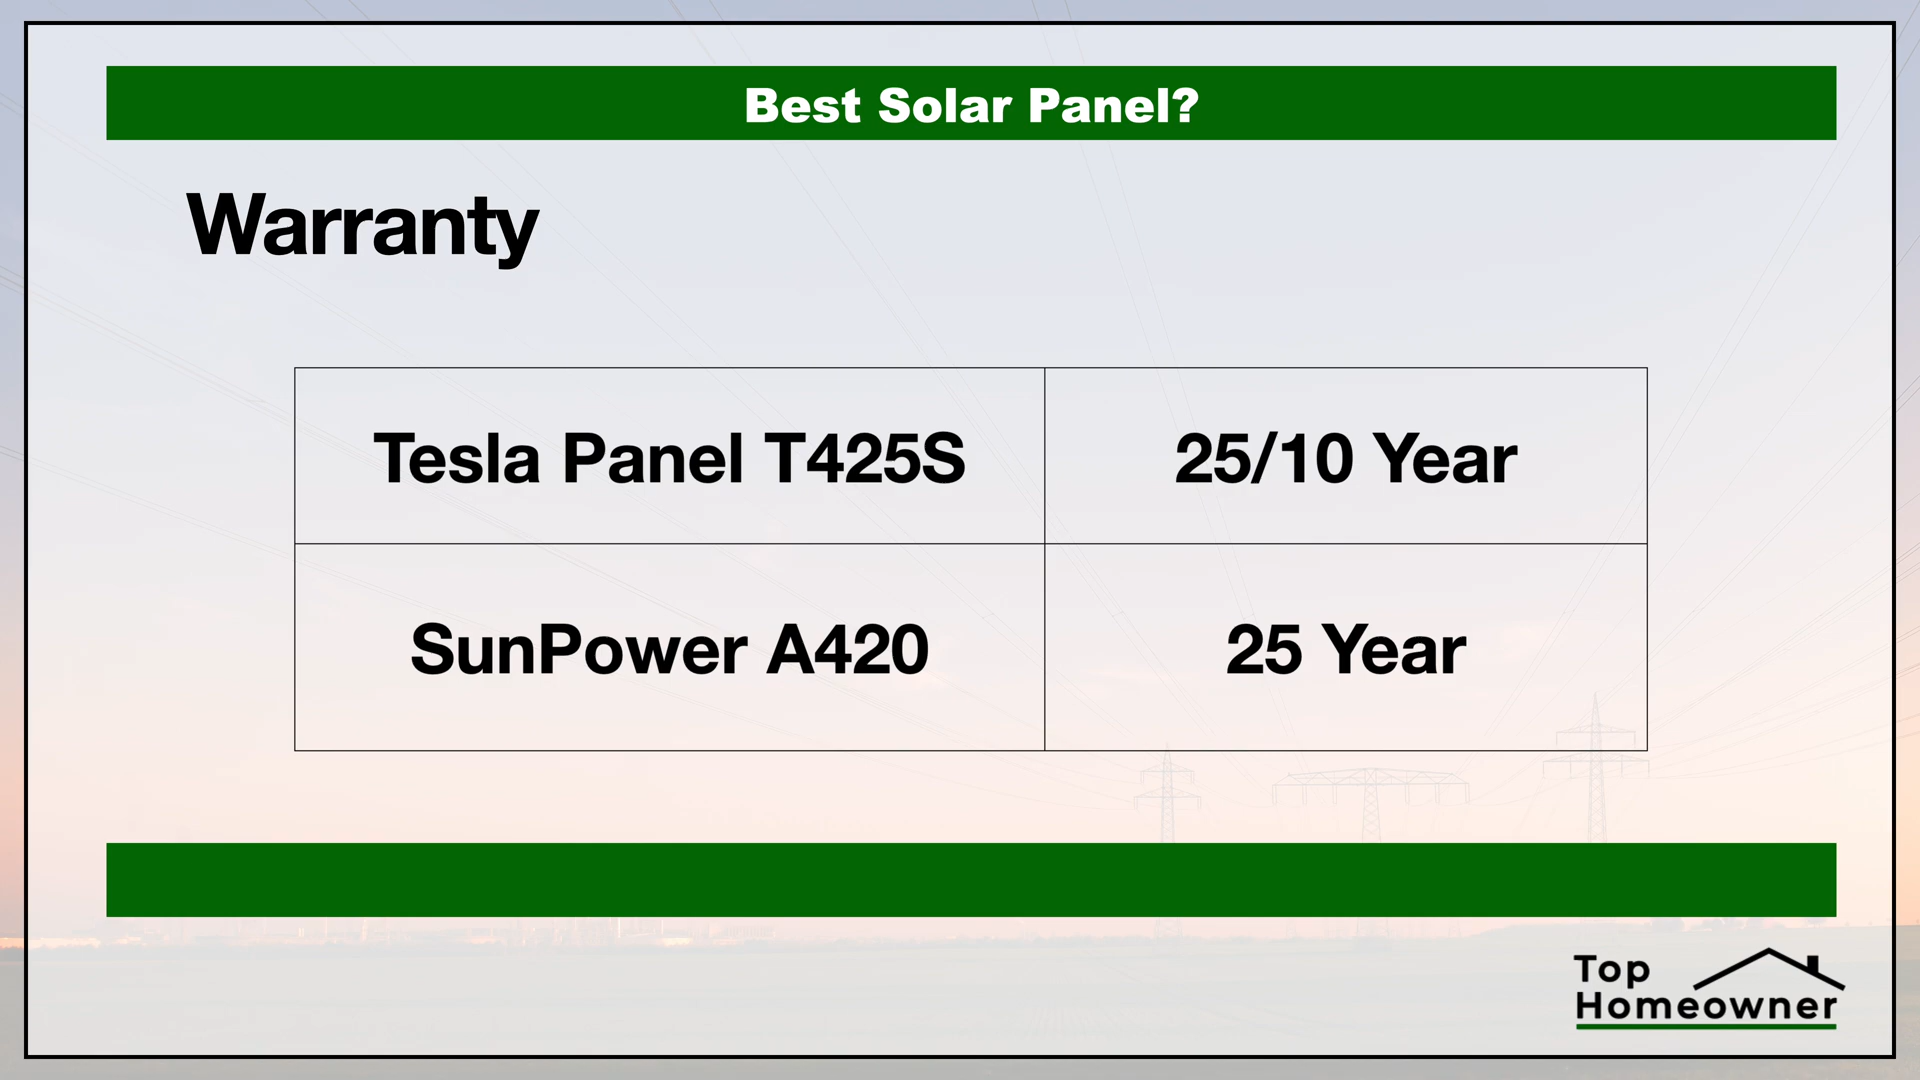 Best Solar Panel?
Warranty
Tesla Panel T425S 25/10 Year
SunPower A420 25 Year
Top
Homeowner